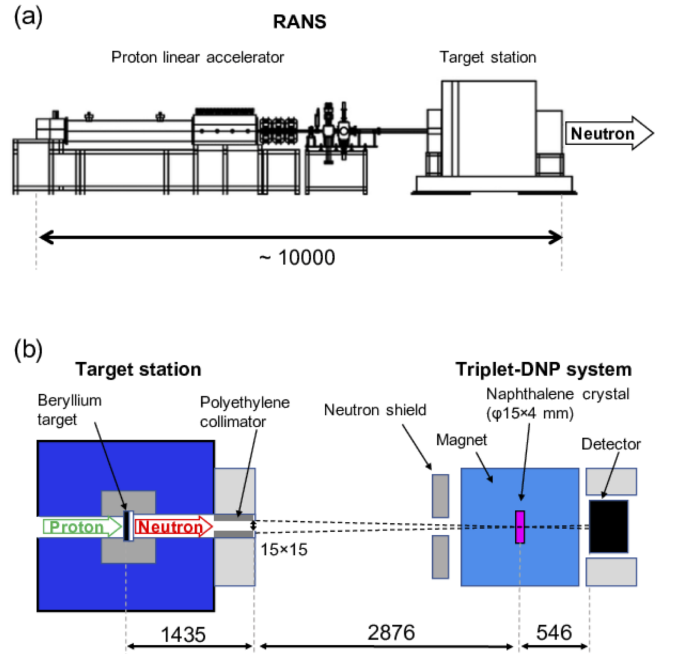 (a)
RANS
Proton linear accelerator
Target station
Neutron
~ 10000
(b)
Target station
Triplet-DNP system
Beryllium
target
Polyethylene
collimator
Neutron shield
Magnet
Naphthalene crystal
(φ15×4 mm)
Detector
Proton
Neutron
15×15
1435
2876
546